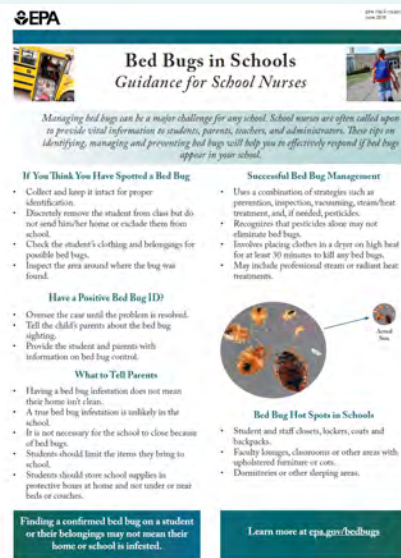 EPA
June 2018
Bed Bugs in Schools
Guidance for School Nurses
Managing bed bugs can be a major challenge for any school. School nurses are often called upon
to provide vital information to students, parents, teachers, and administrators. These tips on
identifying, managing and preventing bed bugs will help you to effectively respond if bed bugs
appear in your school.
If You Think You Have Spotted a Bed Bug
• Collect and keep it intact for proper
identification.
• Discretely remove the student from class but do
not send him/her home or exclude them from
school.
• Check the student's clothing and belongings for
possible bed bugs.
• Inspect the area around where the bug was
found.
Have a Positive Bed Bug ID?
• Oversee the case until the problem is resolved.
• Tell the child's parents about the bed bug
sighting.
• Provide the student and parents with
information on bed bug control.
What to Tell Parents
• Having a bed bug infestation does not mean
their home isn't clean.
• A true bed bug infestation is unlikely in the
school.
• It is not necessary for the school to close because
of bed bugs.
• Students should limit the items they bring to
school.
• Students should store school supplies in
protective boxes at home and not under or near
beds or couches.
Finding a confirmed bed bug on a student
or their belongings may not mean their
home or school is infested.
Successful Bed Bug Management
• Uses a combination of strategies such as
prevention, inspection, vacuuming, steam/heat
treatment, and, if needed, pesticides.
• Recognizes that pesticides alone may not
eliminate bed bugs.
• Involves placing clothes in a dryer on high heat
for at least 30 minutes to kill any bed bugs.
• May include professional steam or radiant heat
treatments.
Actual
Size
Bed Bug Hot Spots in Schools
• Student and staff closets, lockers, coats and
backpacks.
• Faculty lounges, classrooms or other areas with
upholstered furniture or cots.
• Dormitories or other sleeping areas.
Learn more at epa.gov/bedbugs